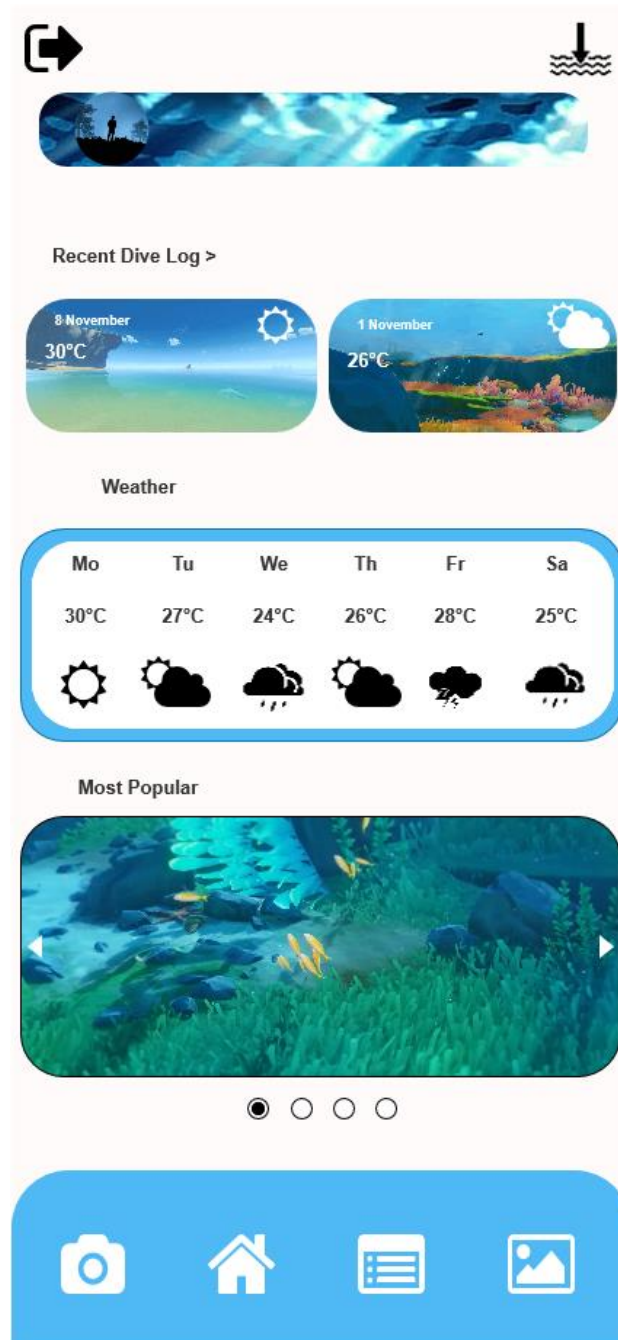 Recent Dive Log >
8 November
30°C
1 November
26°C
Weather
Mo Tu We Th Fr Sa
30°C 27°C 24°C 26°C 28°C 25°C
Most Popular